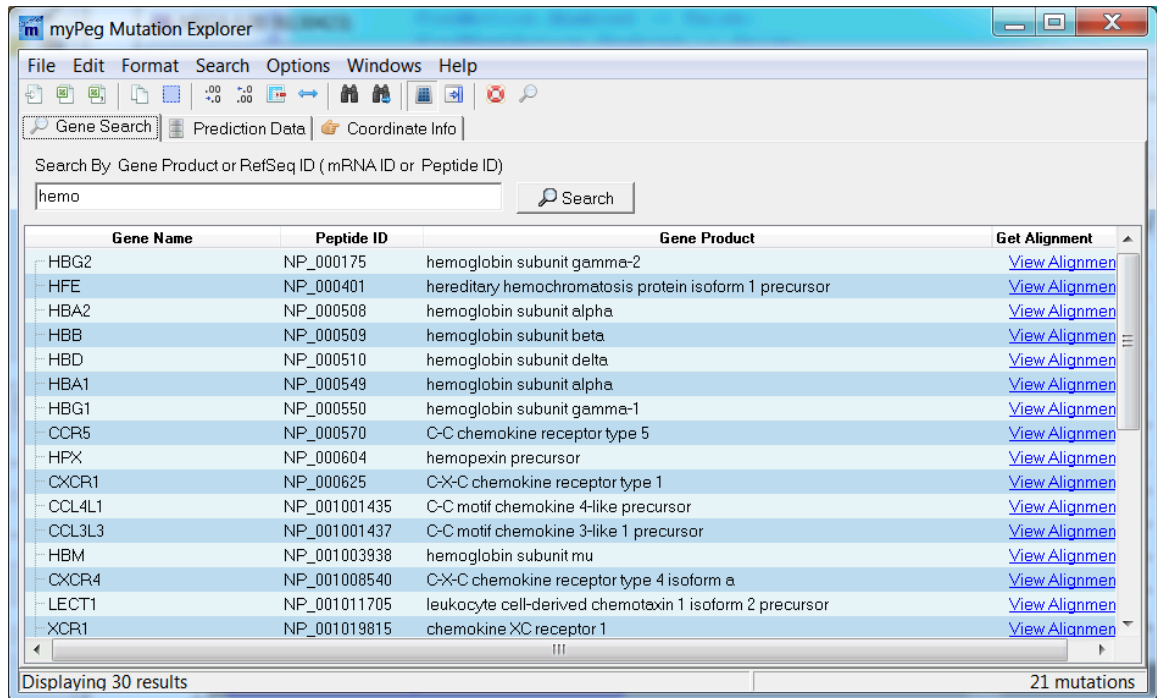 myPeg Mutation Explorer
File Edit Format Search Options Windows Help
Gene Search Prediction Data Coordinate Info
Search By Gene Product or RefSeq ID ( mRNA ID or Peptide ID)
hemo Search
Gene Name Peptide ID Gene Product Get Alignment
HBG2 NP_000175 hemoglobin subunit gamma-2 View Alignmen
HFE NP_000401 hereditary hemochromatosis protein isoform 1 precursor View Alignmen
HBA2 NP_000508 hemoglobin subunit alpha View Alignmen
HBB NP_000509 hemoglobin subunit beta View Alignmen
HBD NP_000510 hemoglobin subunit delta View Alignmen
HBA1 NP_000549 hemoglobin subunit alpha View Alignmen
HBG1 NP_000550 hemoglobin subunit gamma-1 View Alignmen
CCR5 NP_000570 C-C chemokine receptor type 5 View Alignmen
HPX NP_000604 hemopexin precursor View Alignmen
CXCR1 NP_000625 C-X-C chemokine receptor type 1 View Alignmen
CCL4L1 NP_001001435 C-C motif chemokine 4-like precursor View Alignmen
CCL3L3 NP_001001437 C-C motif chemokine 3-like 1 precursor View Alignmen
HBM NP_001003938 hemoglobin subunit mu View Alignmen
CXCR4 NP_001008540 C-X-C chemokine receptor type 4 isoform a View Alignmen
LECT1 NP_001011705 leukocyte cell-derived chemotaxin 1 isoform 2 precursor View Alignmen
XCR1 NP_001019815 chemokine XC receptor 1 View Alignmen
Displaying 30 results 21 mutations